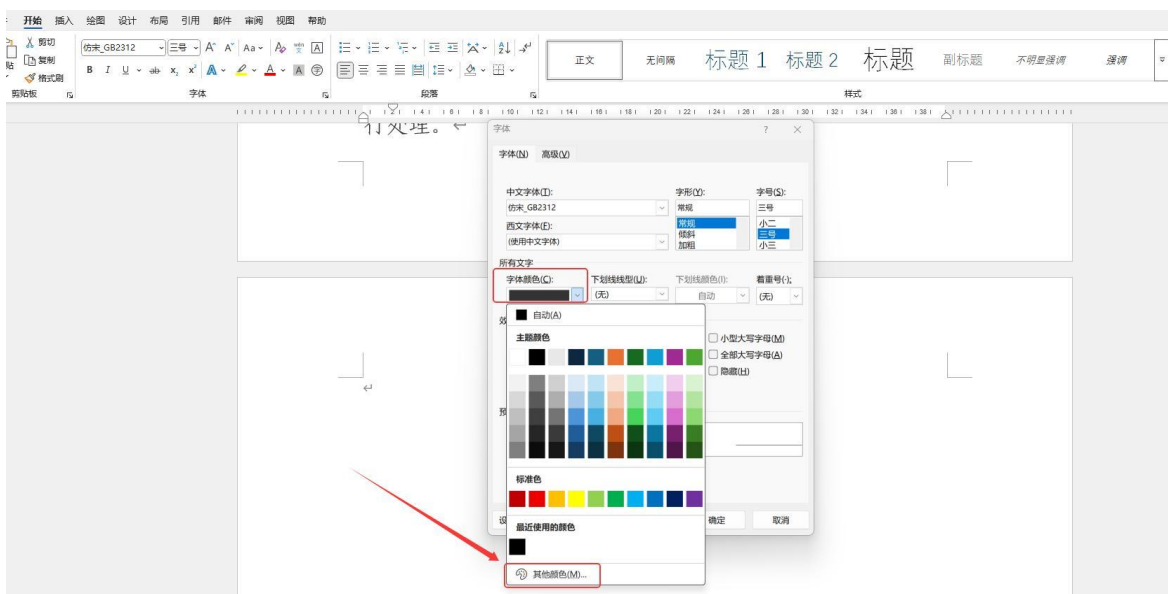 开始 插入 绘图 设计 布局 引用 邮件 审阅 视图 帮助
剪切
复制
格式刷
仿宋_GB2312 三号 A^ A˅ Aa
B I U ab x₂ x² A A A
正文 无间隔 标题 1 标题 2 标题 副标题 不明显强调 强调
剪贴板 字体 段落 样式
行处理。
字体 ?
字体(N) 高级(V)
中文字体(T): 字形(Y): 字号(S):
仿宋_GB2312 常规 三号
西文字体(F): 常规 小二
(使用中文字体) 倾斜 三号
加粗 小三
所有文字
字体颜色(C): 下划线线型(U): 下划线颜色(I): 着重号(·):
(无) 自动 (无)
效
自动(A)
主题颜色
小型大写字母(M)
全部大写字母(A)
隐藏(H)
预
标准色
设
最近使用的颜色
确定 取消
其他颜色(M)...